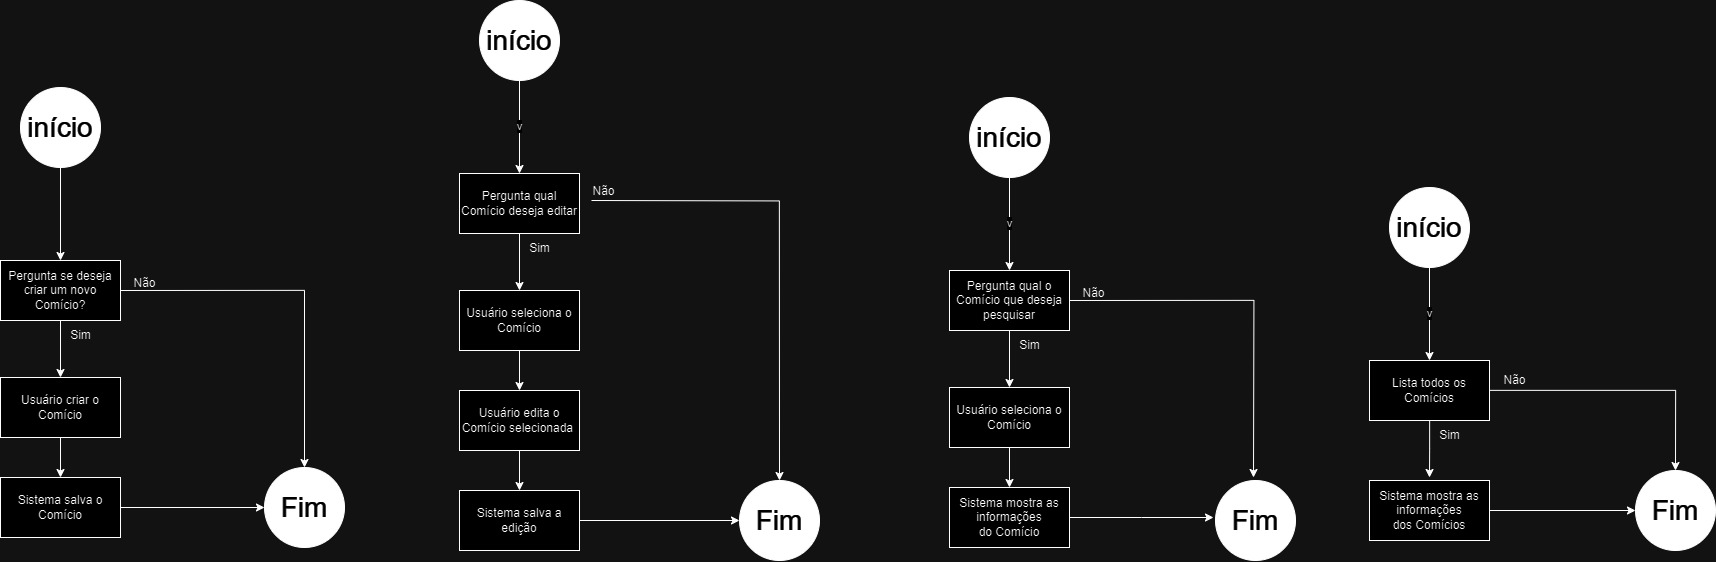 início
Pergunta se deseja
criar um novo
Comício?
Não
Sim
Usuário criar o
Comício
Sistema salva o
Comício
Fim
início
v
Pergunta qual
Comício deseja editar
Não
Sim
Usuário seleciona o
Comício
Usuário edita o
Comício selecionada
Sistema salva a
edição
Fim
início
v
Pergunta qual o
Comício que deseja
pesquisar
Não
Sim
Usuário seleciona o
Comício
Sistema mostra as
informações
do Comício
Fim
início
v
Lista todos os
Comícios
Não
Sim
Sistema mostra as
informações
dos Comícios
Fim